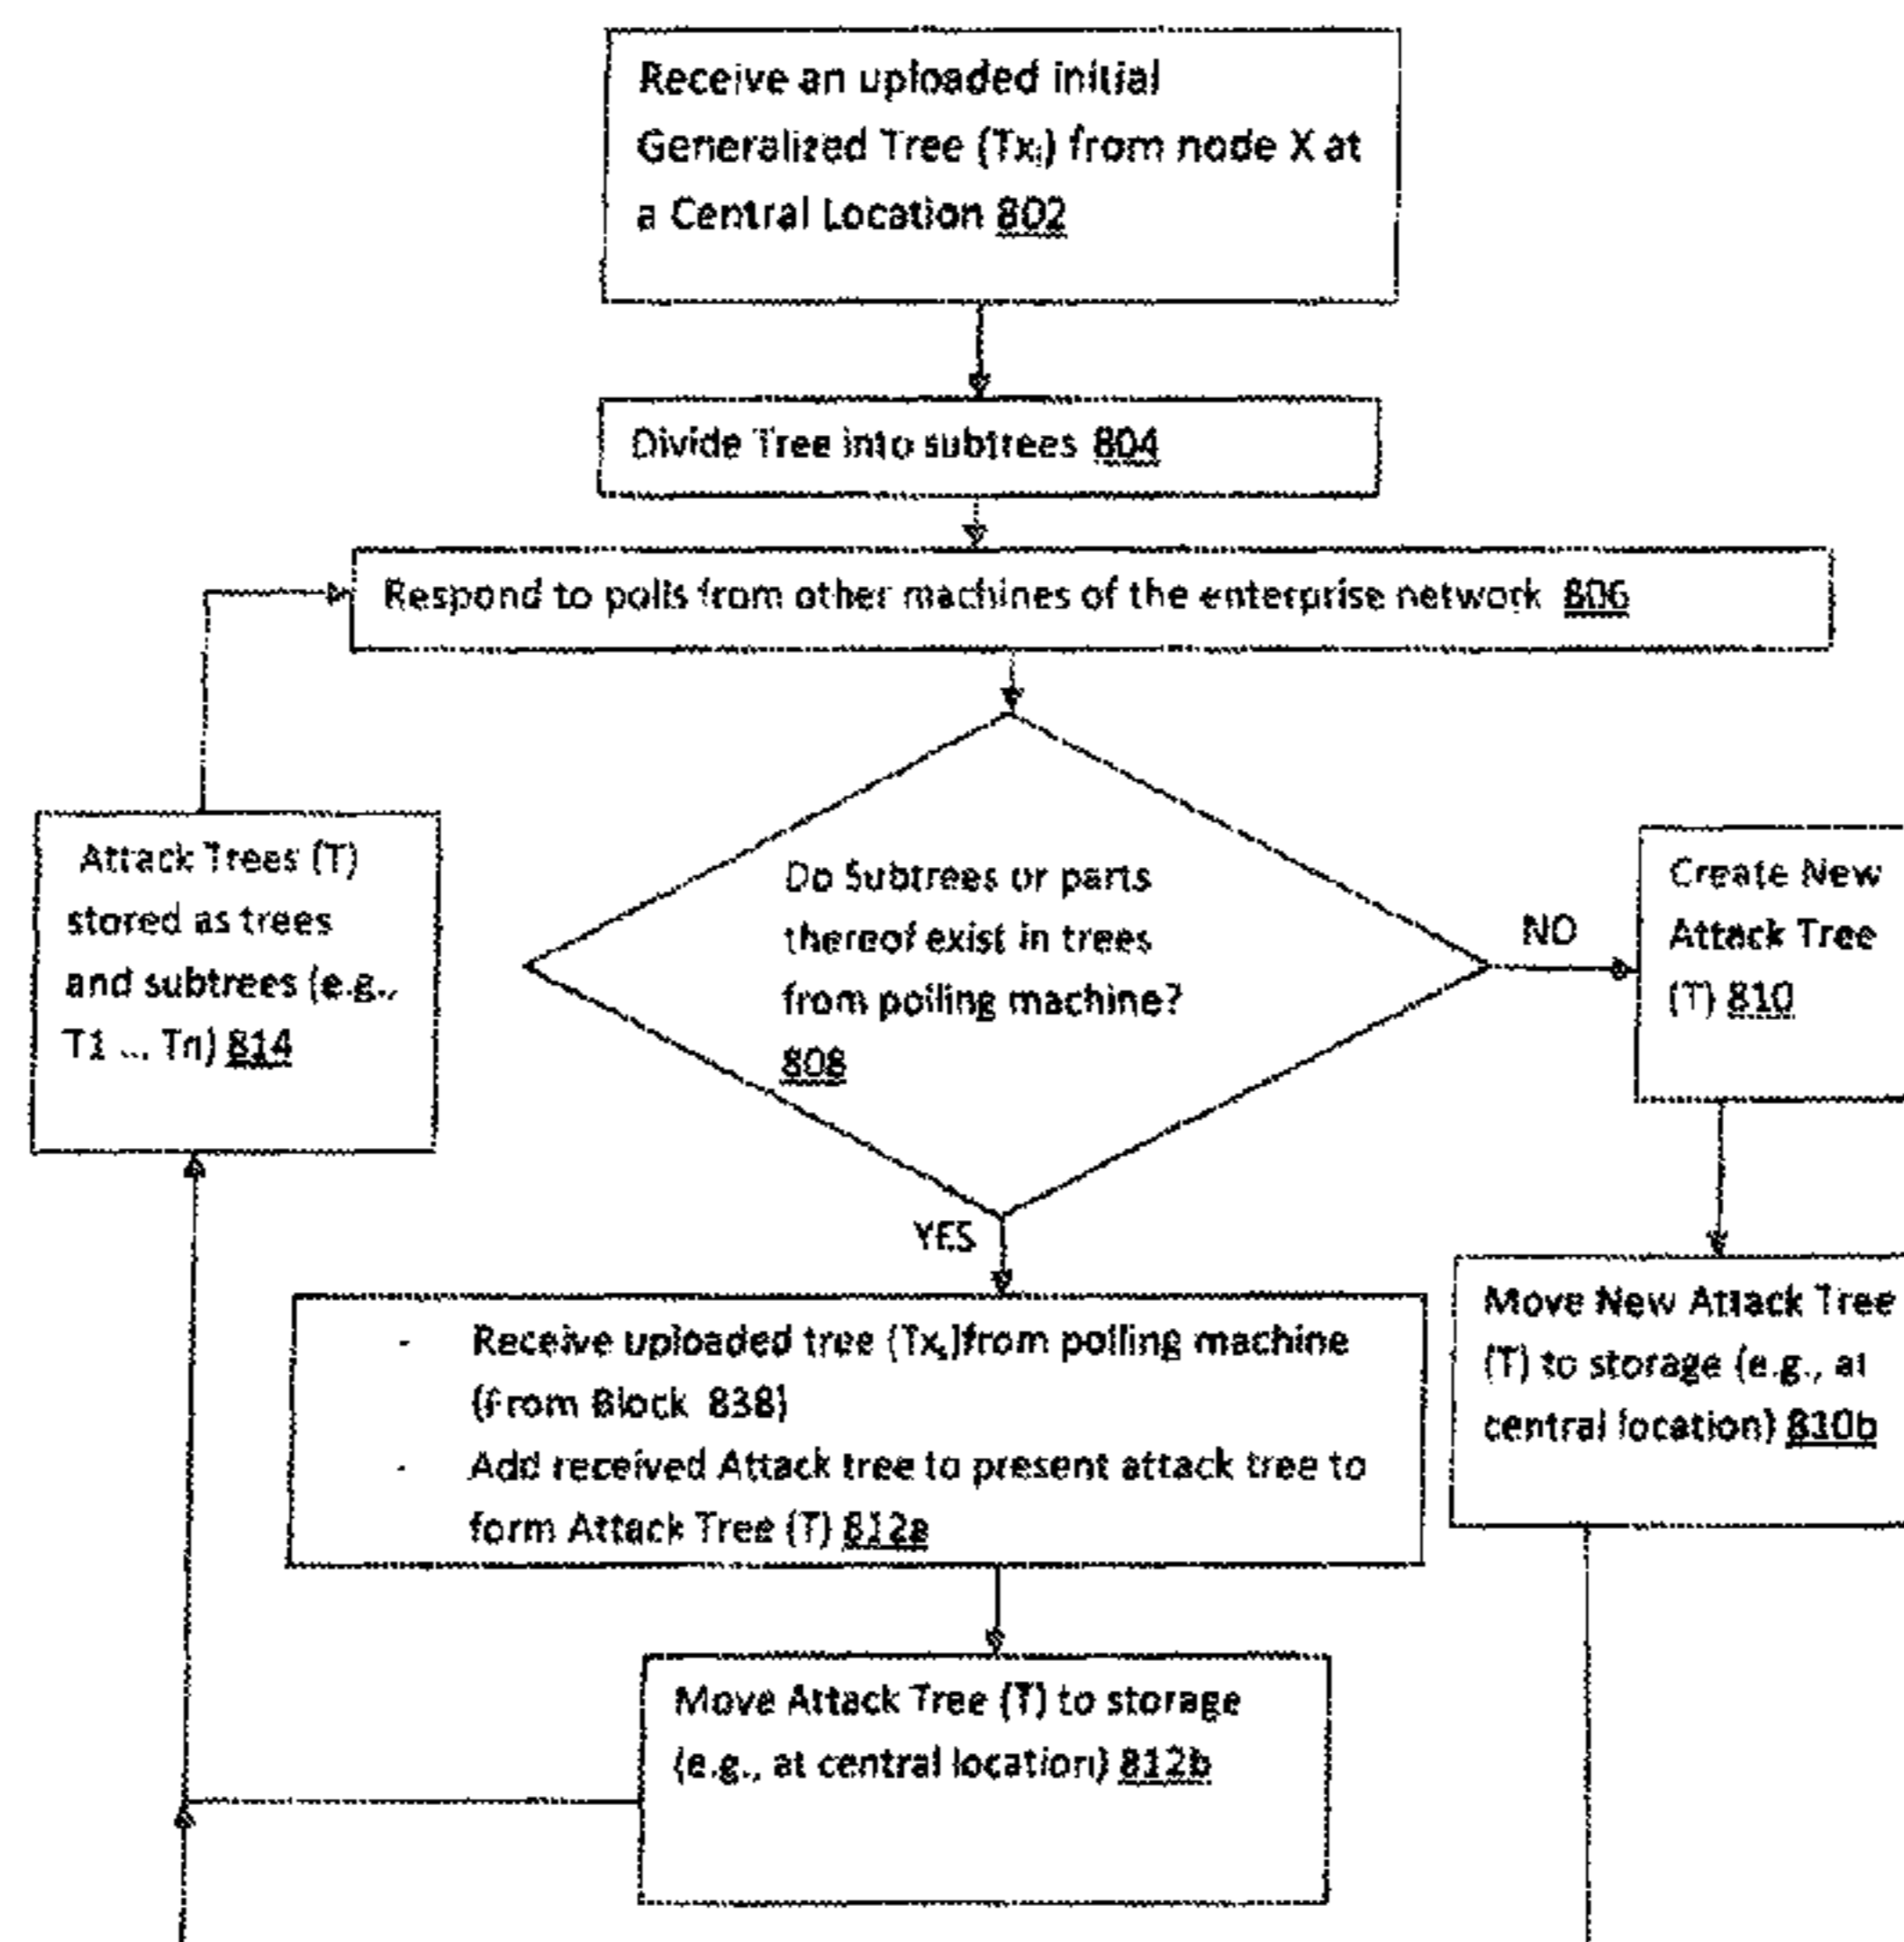 Receive an uploaded initial
Generalized Tree (Txi) from node X at
a Central Location 802
Divide Tree into subtrees 804
Respond to polls from other machines of the enterprise network 806
Attack Trees (T)
stored as trees
and subtrees (e.g.,
T1 ... Tn) 814
Do Subtrees or parts
thereof exist in trees
from polling machine?
808
NO
Create New
Attack Tree
(T) 810
YES
- Receive uploaded tree (Txs)from polling machine
(From Block 838)
- Add received Attack tree to present attack tree to
form Attack Tree (T) 812a
Move New Attack Tree
(T) to storage (e.g., at
central location) 810b
Move Attack Tree (T) to storage
(e.g., at central location) 812b